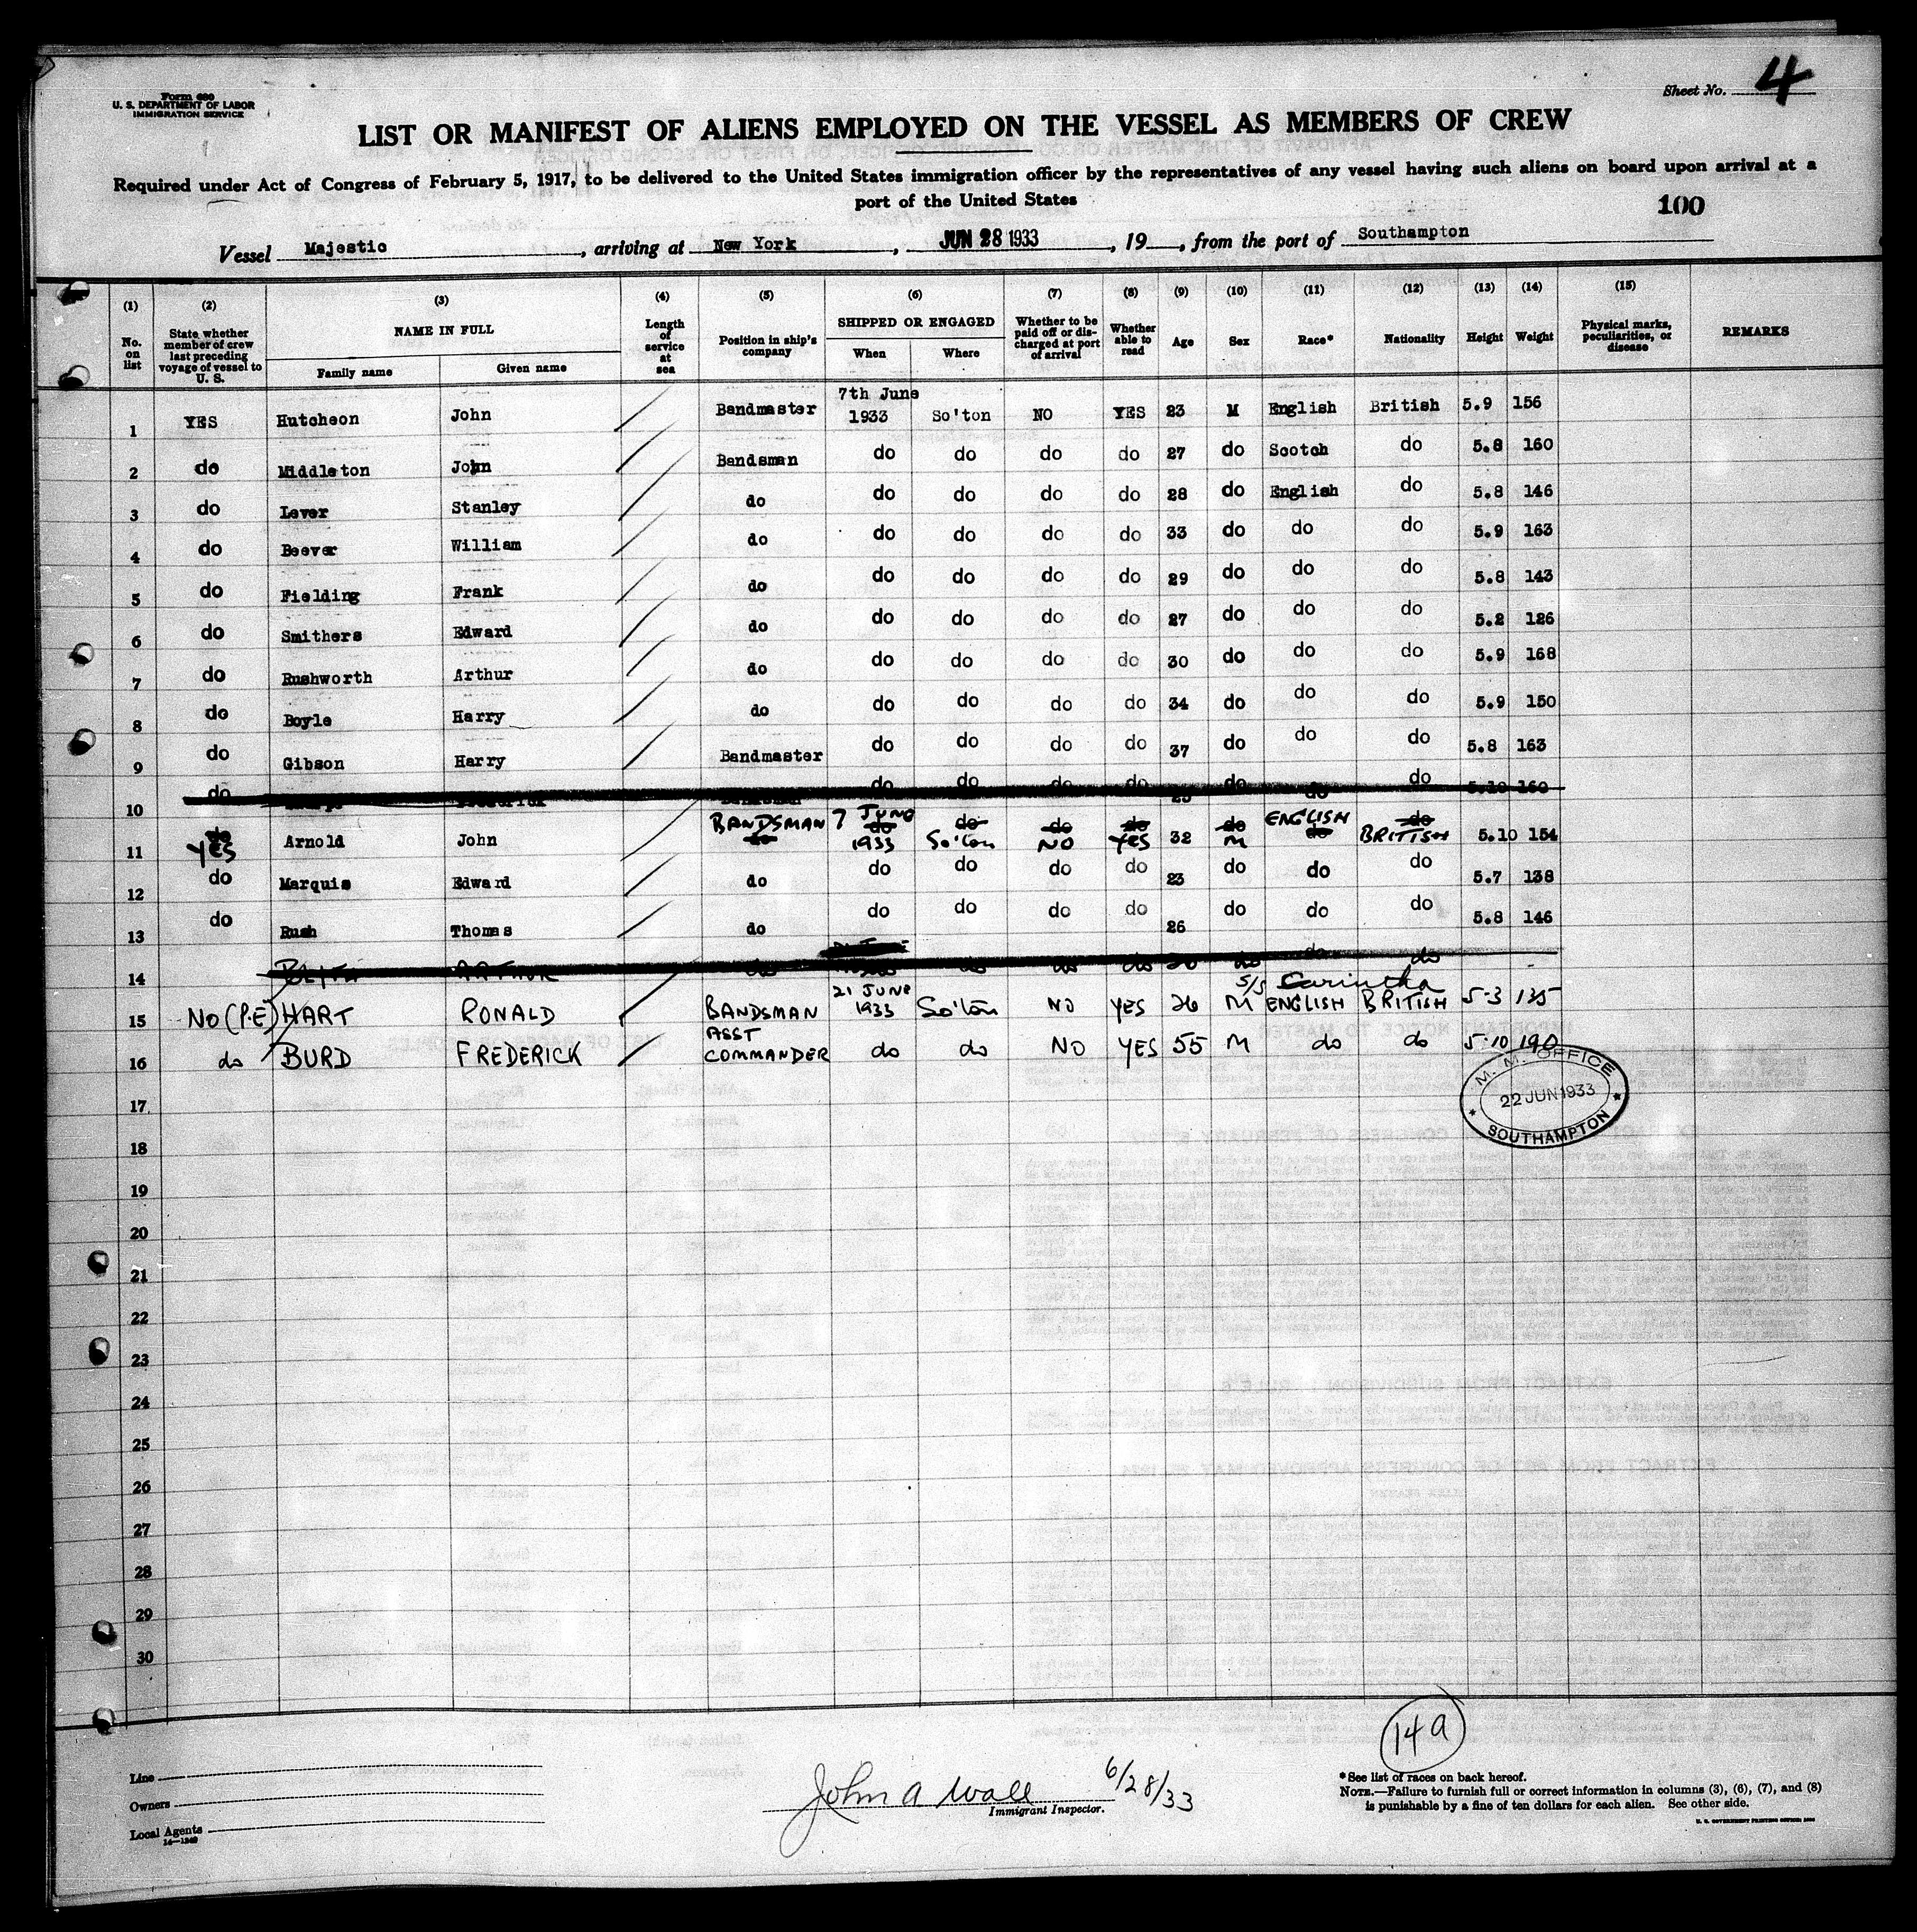 Form 680
U. S. DEPARTMENT OF LABOR
IMMIGRATION SERVICE
Sheet No. 4
LIST OR MANIFEST OF ALIENS EMPLOYED ON THE VESSEL AS MEMBERS OF CREW
Required under Act of Congress of February 5, 1917, to be delivered to the United States immigration officer by the representatives of any vessel having such aliens on board upon arrival at a
port of the United States
100
Vessel Majestic, arriving at New York, JUN 28 1933, 19, from the port of Southampton
(1) (2) (3) (4) (5) (6) (7) (8) (9) (10) (11) (12) (13) (14) (15)
No. on list State whether member of crew last preceding voyage of vessel to U. S. NAME IN FULL Family name Given name Length of service at sea Position in ship's company SHIPPED OR ENGAGED When Where Whether to be paid off or discharged at port of arrival Whether able to read Age Sex Race* Nationality Height Weight Physical marks, peculiarities, or disease REMARKS
1 YES Hutcheon John Bandmaster 7th June 1933 So'ton NO YES 23 M English British 5.9 156
2 do Middleton John Bandsman do do do do 27 do Scotch do 5.8 160
3 do Lever Stanley do do do do do 28 do English do 5.8 146
4 do Beever William do do do do do 33 do do do 5.9 163
5 do Fielding Frank do do do do do 29 do do do 5.8 143
6 do Smithers Edward do do do do do 27 do do do 5.2 126
7 do Rushworth Arthur do do do do do 30 do do do 5.9 168
8 do Boyle Harry do do do do do 34 do do do 5.9 150
9 do Gibson Harry Bandmaster do do do do 37 do do do 5.8 163
10 do do do do do do do do 5.10 160
11 do YES Arnold John BANDSMAN do 7 JUNE do 1933 do So'ton do NO do YES 32 do M ENGLISH do do BRITISH 5.10 154
12 do Marquis Edward do do do do do 23 do do do 5.7 138
13 do Rush Thomas do do do do do 26 do do do 5.8 146
14 ARTHUR do do do do do do do
S/S Carintha
15 NO (P.E) HART RONALD BANDSMAN 21 JUNE 1933 So'ton NO YES 26 M ENGLISH BRITISH 5-3 135
16 do BURD FREDERICK ASST COMMANDER do do NO YES 55 M do do 5.10 190
M. M. OFFICE
22 JUN 1933
SOUTHAMPTON
17
18
19
20
21
22
23
24
25
26
27
28
29
30
14a
Line
Owners
Local Agents
14—1240
John A Wall 6/28/33
Immigrant Inspector.
*See list of races on back hereof.
NOTE.—Failure to furnish full or correct information in columns (3), (6), (7), and (8)
is punishable by a fine of ten dollars for each alien. See other side.